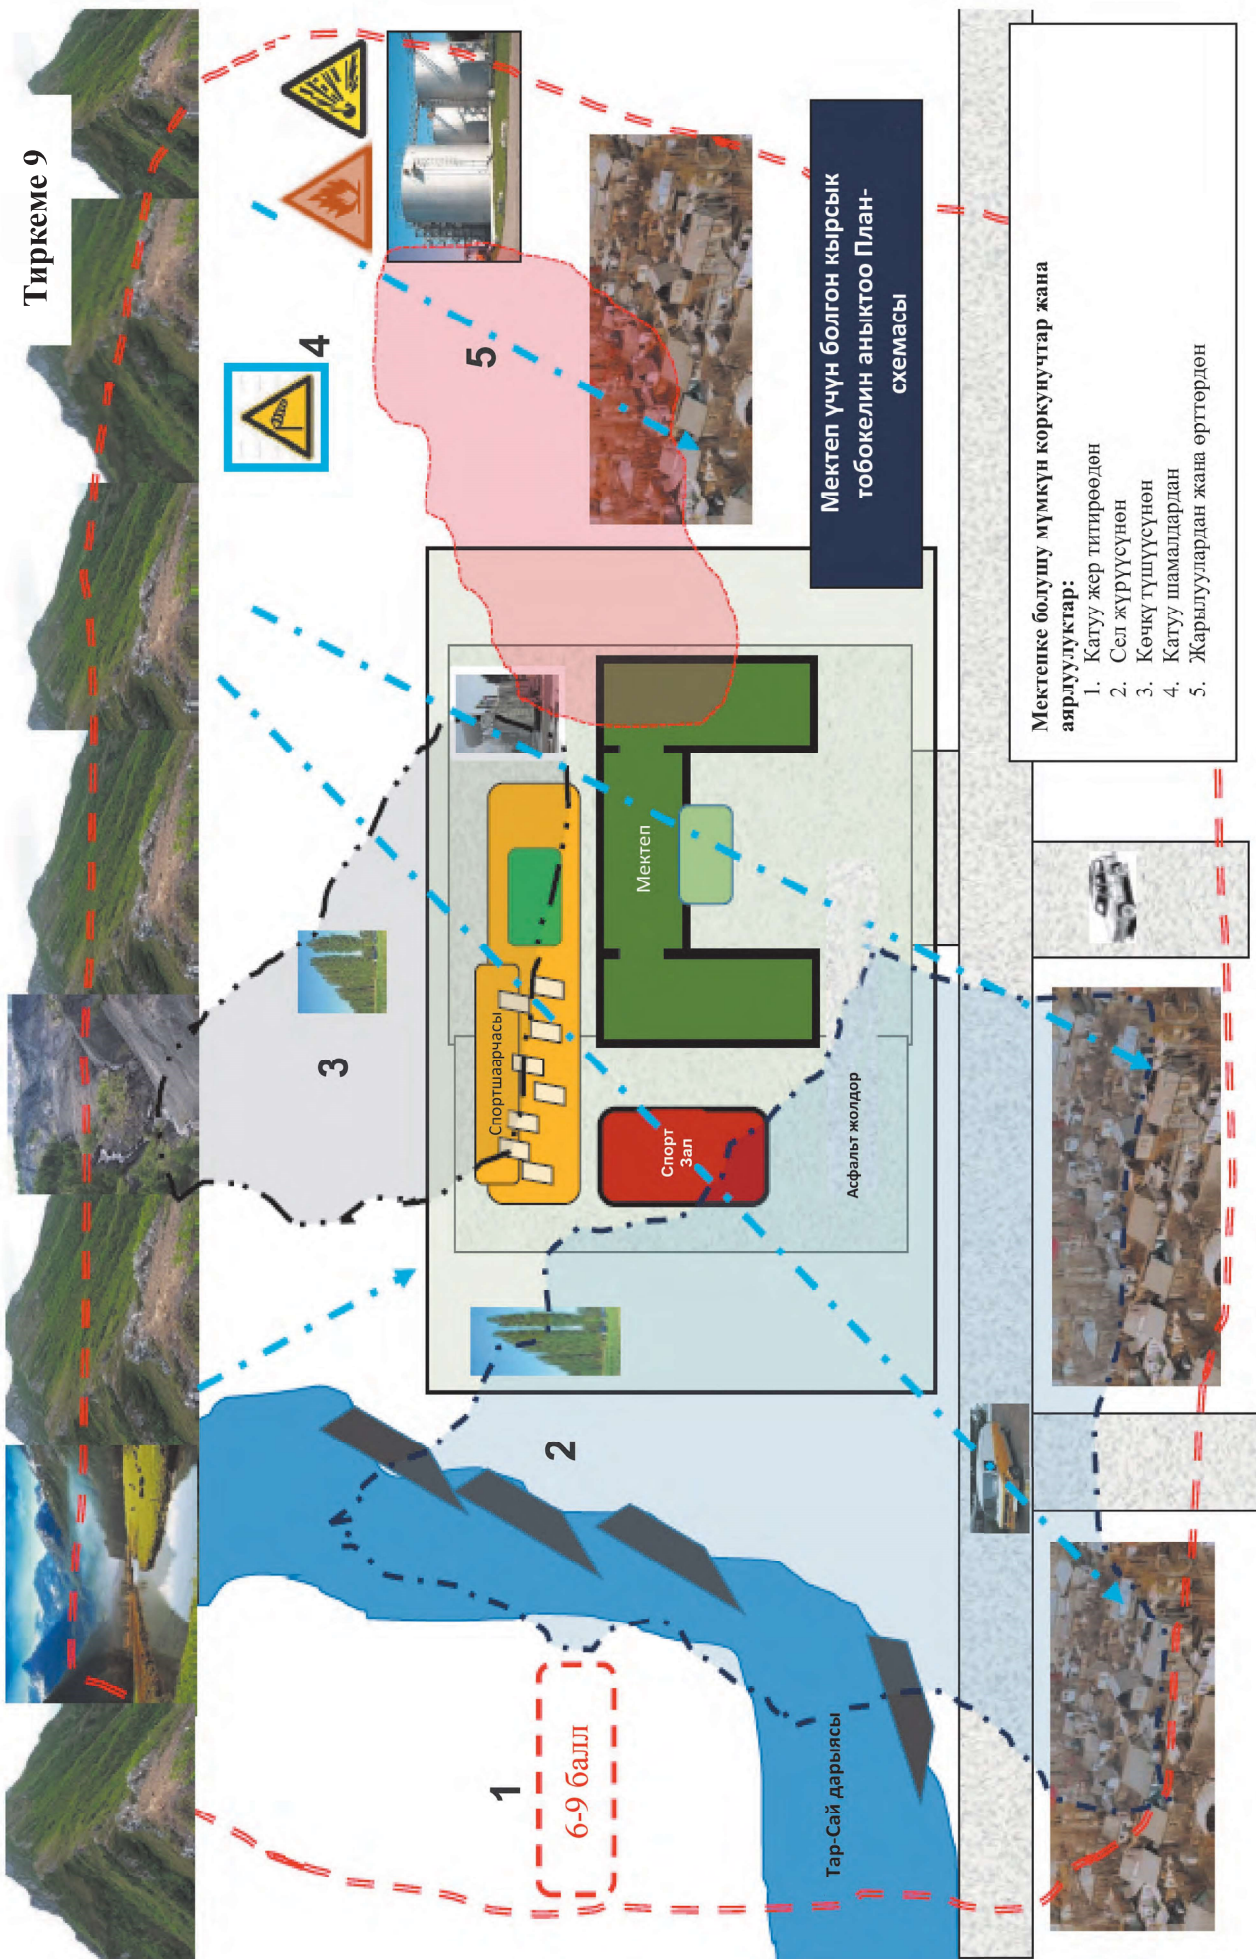 Тиркеме 9
4
5
3
Спортшаарчасы
Мектеп
Спорт
Зал
2
Асфальт жолдор
1
6-9 балл
Тар-Сай дарыясы
Мектеп үчүн болгон кырсык
тобокелин аныктоо План-
схемасы
Мектепке болушу мүмкүн коркунучтар жана
аярлуулуктар:
1. Катуу жер титирөөдөн
2. Сел жүрүүсүнөн
3. Көчкү түшүүсүнөн
4. Катуу шамалдардан
5. Жарылуулардан жана өрттөрдөн